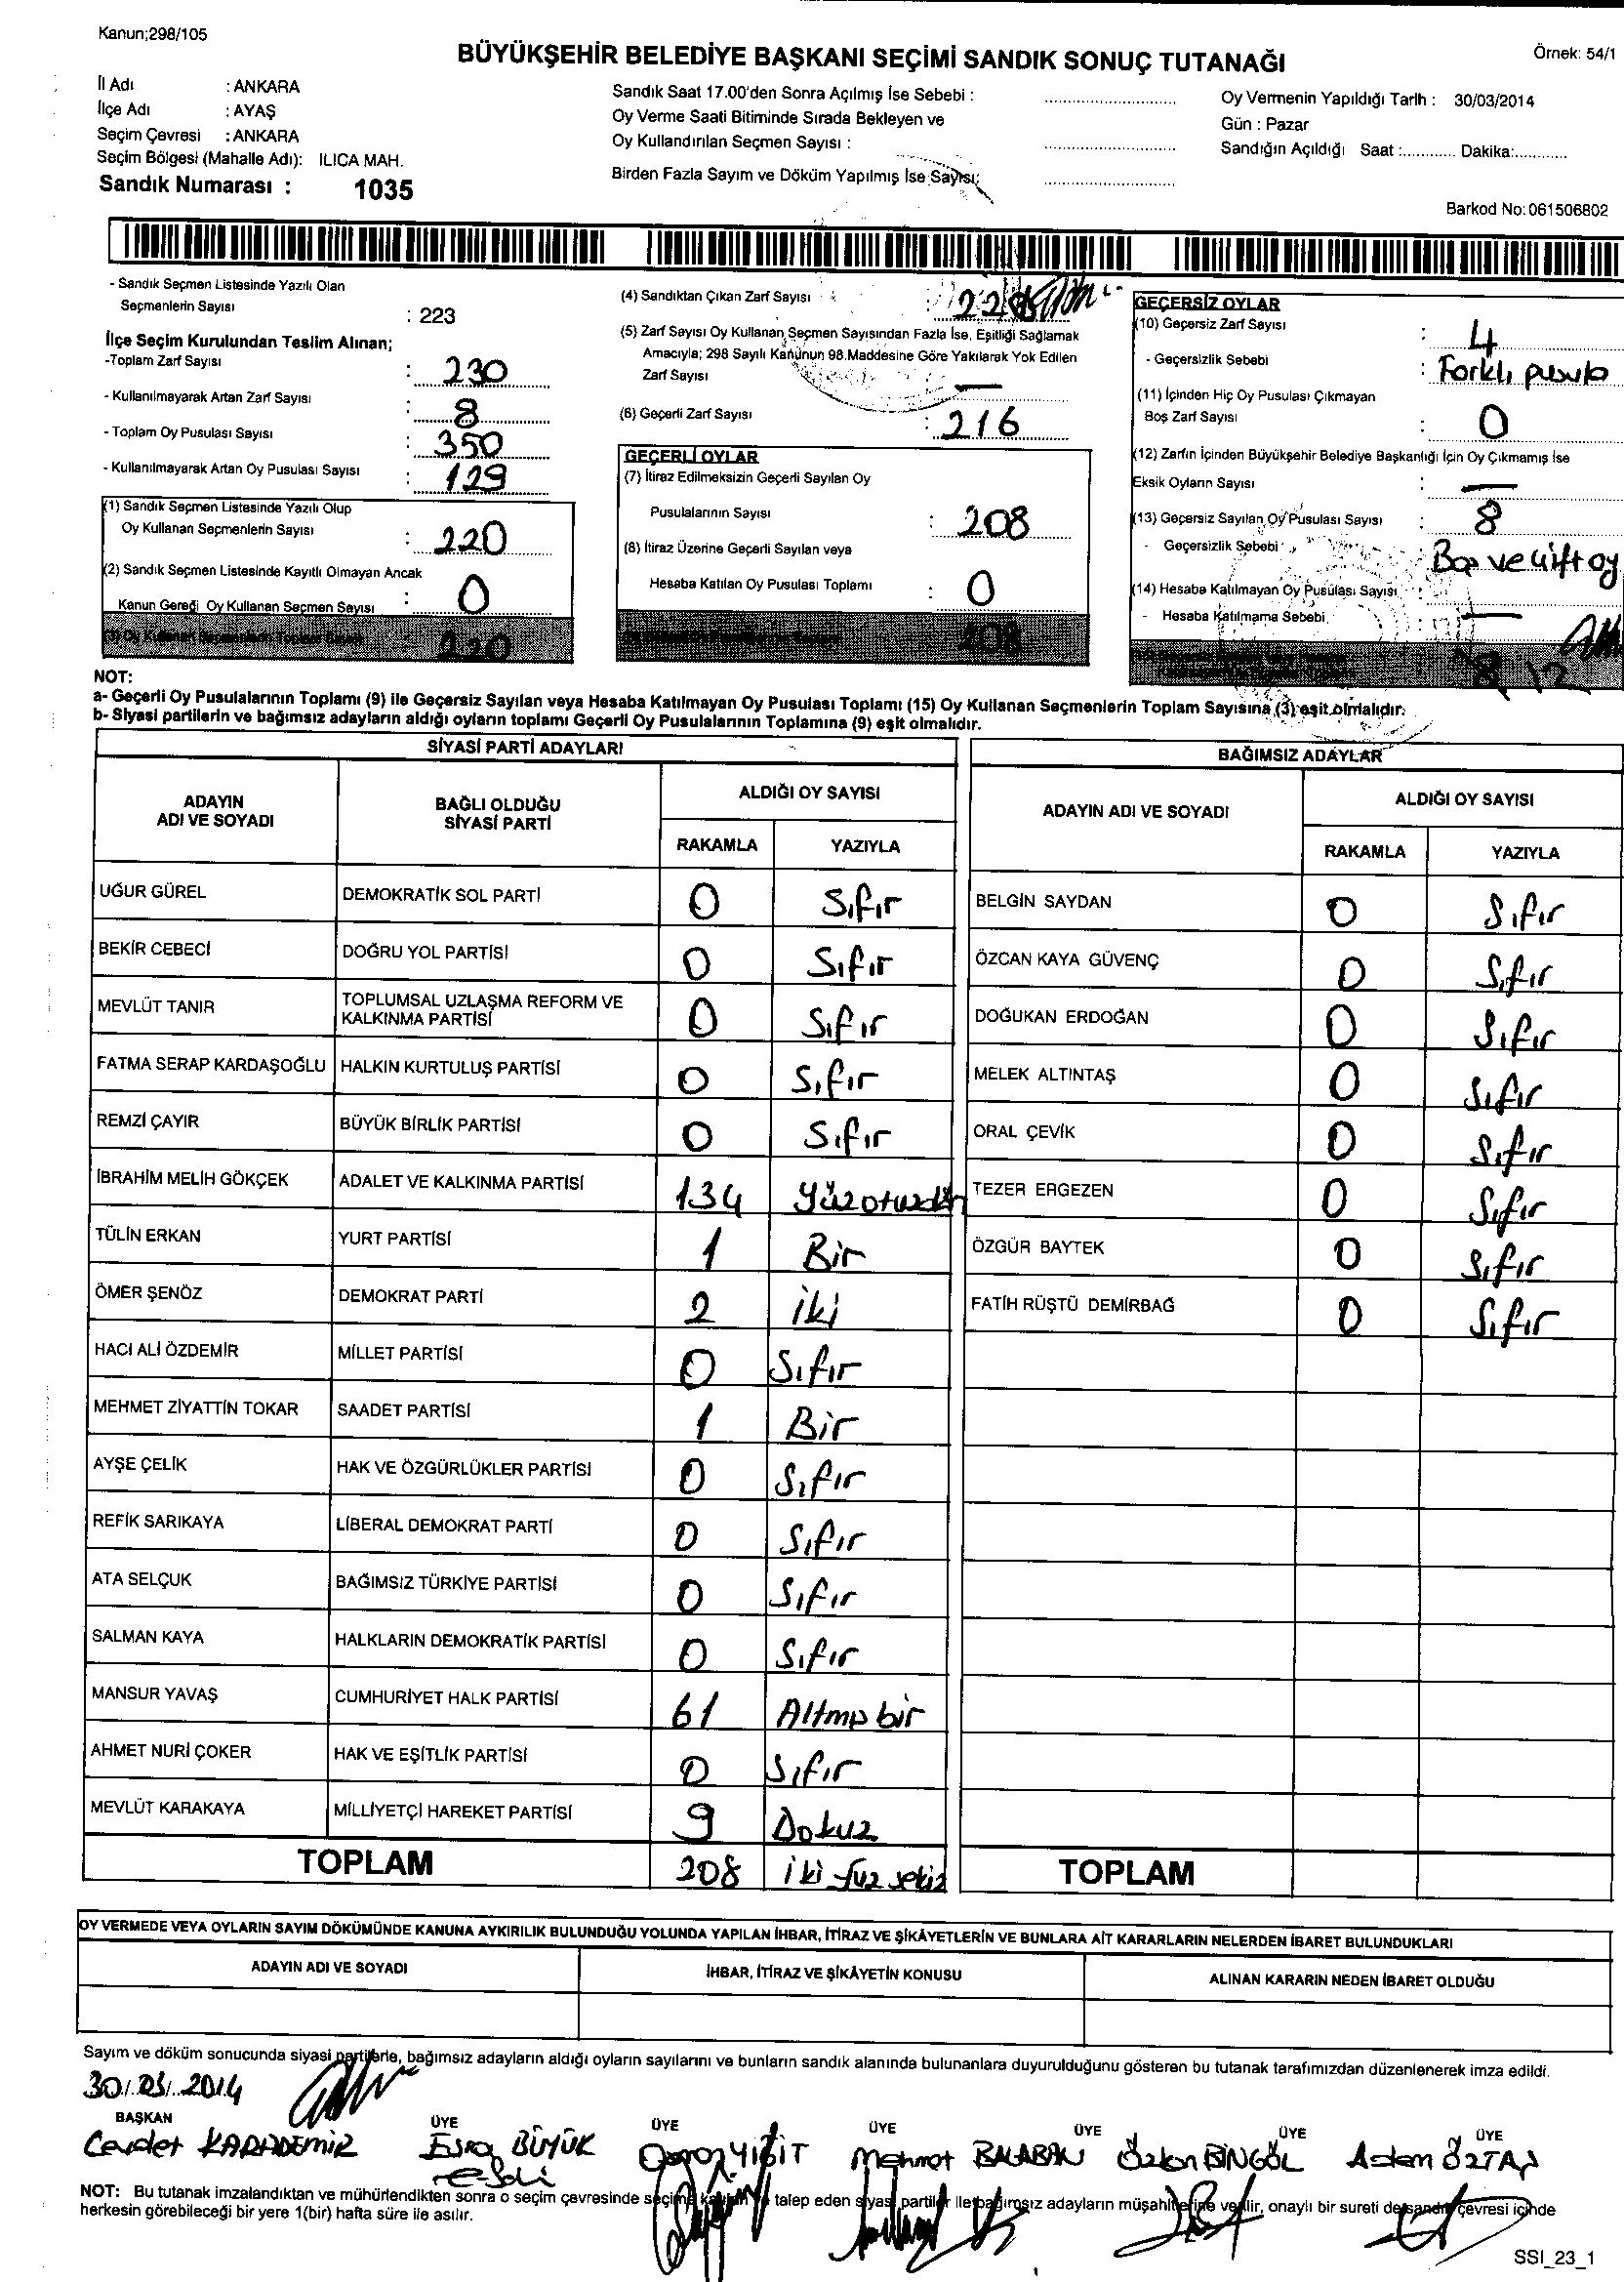 Kanun;298/105
BÜYÜKŞEHİR BELEDİYE BAŞKANI SEÇİMİ SANDIK SONUÇ TUTANAĞI
Örnek: 54/1
İl Adı : ANKARA
İlçe Adı : AYAŞ
Seçim Çevresi : ANKARA
Seçim Bölgesi (Mahalle Adı): ILICA MAH.
Sandık Numarası : 1035
Sandık Saat 17.00'den Sonra Açılmış İse Sebebi :
Oy Verme Saati Bitiminde Sırada Bekleyen ve
Oy Kullandırılan Seçmen Sayısı :
Birden Fazla Sayım ve Döküm Yapılmış İse Sayısı:
Oy Vermenin Yapıldığı Tarih : 30/03/2014
Gün : Pazar
Sandığın Açıldığı Saat :............ Dakika:............
Barkod No: 061506802
- Sandık Seçmen Listesinde Yazılı Olan
Seçmenlerin Sayısı : 223
İlçe Seçim Kurulundan Teslim Alınan;
-Toplam Zarf Sayısı : 230
- Kullanılmayarak Artan Zarf Sayısı : 8
- Toplam Oy Pusulası Sayısı : 350
- Kullanılmayarak Artan Oy Pusulası Sayısı : 129
(1) Sandık Seçmen Listesinde Yazılı Olup
Oy Kullanan Seçmenlerin Sayısı : 220
(2) Sandık Seçmen Listesinde Kayıtlı Olmayan Ancak
Kanun Gereği Oy Kullanan Seçmen Sayısı : 0
(3) Oy Kullanan Seçmenlerin Toplam Sayısı 220
(4) Sandıktan Çıkan Zarf Sayısı :
(5) Zarf Sayısı Oy Kullanan Seçmen Sayısından Fazla İse, Eşitliği Sağlamak
Amacıyla; 298 Sayılı Kanunun 98.Maddesine Göre Yakılarak Yok Edilen
Zarf Sayısı : —
(6) Geçerli Zarf Sayısı : 216
GEÇERLİ OYLAR
(7) İtiraz Edilmeksizin Geçerli Sayılan Oy
Pusulalarının Sayısı : 208
(8) İtiraz Üzerine Geçerli Sayılan veya
Hesaba Katılan Oy Pusulası Toplamı : 0
208
GEÇERSİZ OYLAR
(10) Geçersiz Zarf Sayısı : 4
- Geçersizlik Sebebi : Farklı pusula
(11) İçinden Hiç Oy Pusulası Çıkmayan
Boş Zarf Sayısı : 0
(12) Zarfın İçinden Büyükşehir Belediye Başkanlığı İçin Oy Çıkmamış İse
Eksik Oyların Sayısı : —
(13) Geçersiz Sayılan Oy Pusulası Sayısı : 8
- Geçersizlik Sebebi Boş ve Çift oy
(14) Hesaba Katılmayan Oy Pusulası Sayısı : —
- Hesaba Katılmama Sebebi
8 12
NOT:
a- Geçerli Oy Pusulalarının Toplamı (9) ile Geçersiz Sayılan veya Hesaba Katılmayan Oy Pusulası Toplamı (15) Oy Kullanan Seçmenlerin Toplam Sayısına (3) eşit olmalıdır.
b- Siyasi partilerin ve bağımsız adayların aldığı oyların toplamı Geçerli Oy Pusulalarının Toplamına (9) eşit olmalıdır.
SİYASİ PARTİ ADAYLARI
ADAYIN ADI VE SOYADI BAĞLI OLDUĞU SİYASİ PARTİ ALDIĞI OY SAYISI
RAKAMLA YAZIYLA
UĞUR GÜREL DEMOKRATİK SOL PARTİ 0 Sıfır
BEKİR CEBECİ DOĞRU YOL PARTİSİ 0 Sıfır
MEVLÜT TANIR TOPLUMSAL UZLAŞMA REFORM VE KALKINMA PARTİSİ 0 Sıfır
FATMA SERAP KARDAŞOĞLU HALKIN KURTULUŞ PARTİSİ 0 Sıfır
REMZİ ÇAYIR BÜYÜK BİRLİK PARTİSİ 0 Sıfır
İBRAHİM MELİH GÖKÇEK ADALET VE KALKINMA PARTİSİ 134 Yüzotuzdör
TÜLİN ERKAN YURT PARTİSİ 1 Bir
ÖMER ŞENÖZ DEMOKRAT PARTİ 2 iki
HACI ALİ ÖZDEMİR MİLLET PARTİSİ 0 Sıfır
MEHMET ZİYATTİN TOKAR SAADET PARTİSİ 1 Bir
AYŞE ÇELİK HAK VE ÖZGÜRLÜKLER PARTİSİ 0 Sıfır
REFİK SARIKAYA LİBERAL DEMOKRAT PARTİ 0 Sıfır
ATA SELÇUK BAĞIMSIZ TÜRKİYE PARTİSİ 0 Sıfır
SALMAN KAYA HALKLARIN DEMOKRATİK PARTİSİ 0 Sıfır
MANSUR YAVAŞ CUMHURİYET HALK PARTİSİ 61 Altmış bir
AHMET NURİ ÇOKER HAK VE EŞİTLİK PARTİSİ 0 Sıfır
MEVLÜT KARAKAYA MİLLİYETÇİ HAREKET PARTİSİ 9 Dokuz
TOPLAM 208 iki yüz sekiz
BAĞIMSIZ ADAYLAR
ADAYIN ADI VE SOYADI ALDIĞI OY SAYISI
RAKAMLA YAZIYLA
BELGİN SAYDAN 0 Sıfır
ÖZCAN KAYA GÜVENÇ 0 Sıfır
DOĞUKAN ERDOĞAN 0 Sıfır
MELEK ALTINTAŞ 0 Sıfır
ORAL ÇEVİK 0 Sıfır
TEZER ERGEZEN 0 Sıfır
ÖZGÜR BAYTEK 0 Sıfır
FATİH RÜŞTÜ DEMİRBAĞ 0 Sıfır
TOPLAM
OY VERMEDE VEYA OYLARIN SAYIM DÖKÜMÜNDE KANUNA AYKIRILIK BULUNDUĞU YOLUNDA YAPILAN İHBAR, İTİRAZ VE ŞİKÂYETLERİN VE BUNLARA AİT KARARLARIN NELERDEN İBARET BULUNDUKLARI
ADAYIN ADI VE SOYADI İHBAR, İTİRAZ VE ŞİKÂYETİN KONUSU ALINAN KARARIN NEDEN İBARET OLDUĞU
Sayım ve döküm sonucunda siyasi partilerle, bağımsız adayların aldığı oyların sayılarını ve bunların sandık alanında bulunanlara duyurulduğunu gösteren bu tutanak tarafımızdan düzenlenerek imza edildi.
30/03/2014
BAŞKAN ÜYE ÜYE ÜYE ÜYE ÜYE ÜYE
Cevdet KARADEMİR Esra BÜYÜK Osman YİĞİT Mehmet BALABAN Özkan BİNGÖL Adem ÖZTAŞ
NOT: Bu tutanak imzalandıktan ve mühürlendikten sonra o seçim çevresinde seçime katılan ve talep eden siyasi partiler ile bağımsız adayların müşahitlerine verilir, onaylı bir sureti de sandık çevresi içinde
herkesin görebileceği bir yere 1(bir) hafta süre ile asılır.
SSI_23_1